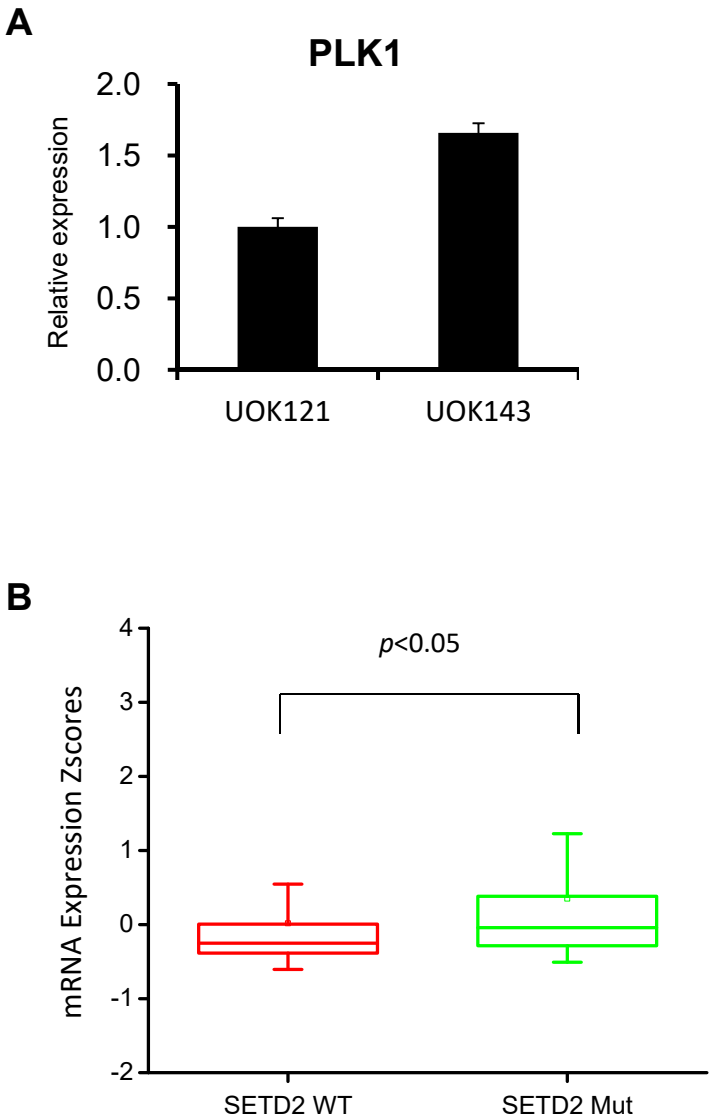 A
PLK1
Relative expression
2.0
1.5
1.0
0.5
0.0
UOK121 UOK143
B
mRNA Expression Zscores
4
3
2
1
0
-1
-2
p<0.05
SETD2 WT SETD2 Mut